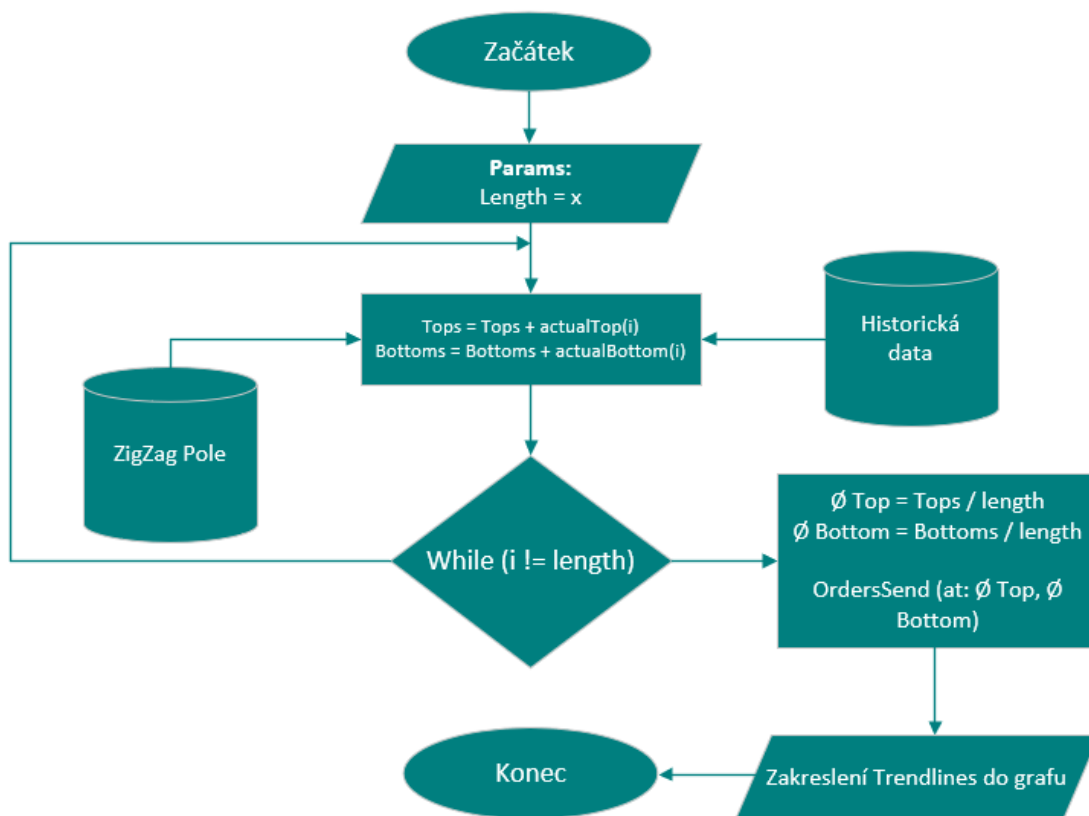 Začátek
Params:
Length = x
Tops = Tops + actualTop(i)
Bottoms = Bottoms + actualBottom(i)
Historická
data
ZigZag Pole
While (i != length)
Ø Top = Tops / length
Ø Bottom = Bottoms / length
OrdersSend (at: Ø Top, Ø
Bottom)
Zakreslení Trendlines do grafu
Konec